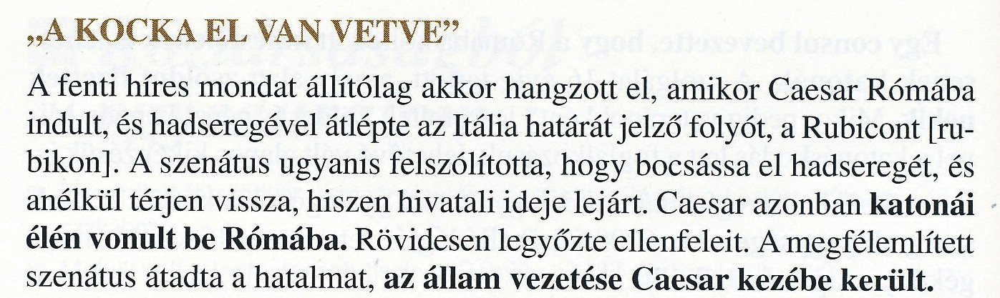 „A KOCKA EL VAN VETVE”
A fenti híres mondat állítólag akkor hangzott el, amikor Caesar Rómába
indult, és hadseregével átlépte az Itália határát jelző folyót, a Rubicont [ru-
bikon]. A szenátus ugyanis felszólította, hogy bocsássa el hadseregét, és
anélkül térjen vissza, hiszen hivatali ideje lejárt. Caesar azonban katonái
élén vonult be Rómába. Rövidesen legyőzte ellenfeleit. A megfélemlített
szenátus átadta a hatalmat, az állam vezetése Caesar kezébe került.